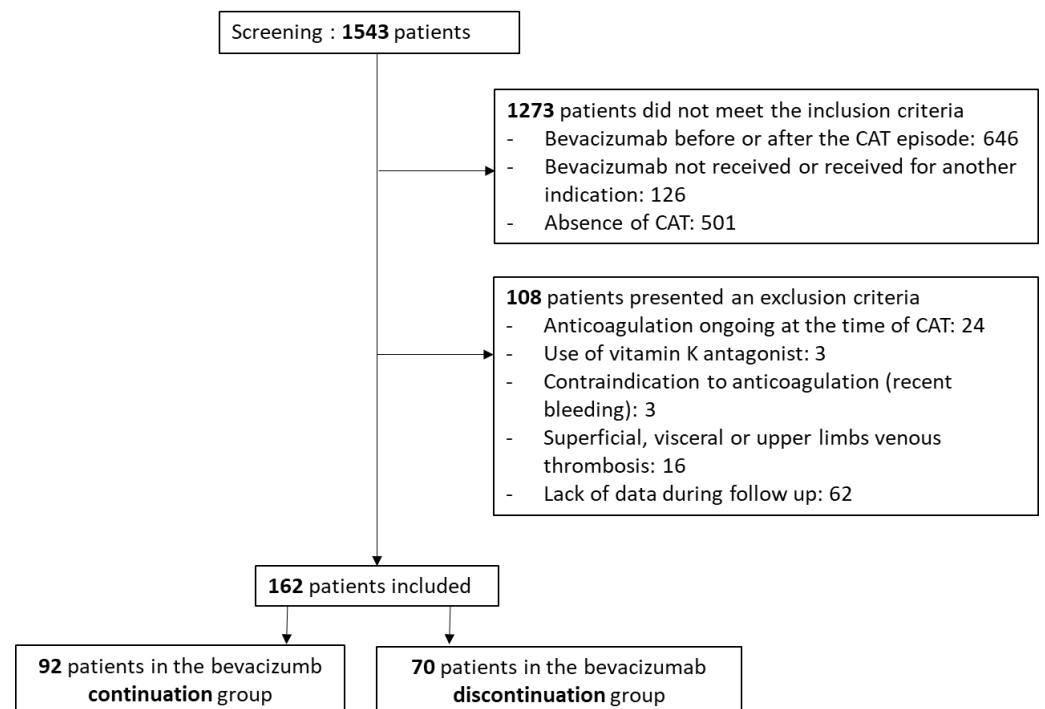 Screening : 1543 patients
1273 patients did not meet the inclusion criteria
- Bevacizumab before or after the CAT episode: 646
- Bevacizumab not received or received for another
indication: 126
- Absence of CAT: 501
108 patients presented an exclusion criteria
- Anticoagulation ongoing at the time of CAT: 24
- Use of vitamin K antagonist: 3
- Contraindication to anticoagulation (recent
bleeding): 3
- Superficial, visceral or upper limbs venous
thrombosis: 16
- Lack of data during follow up: 62
162 patients included
92 patients in the bevacizumb
continuation group
70 patients in the bevacizumab
discontinuation group